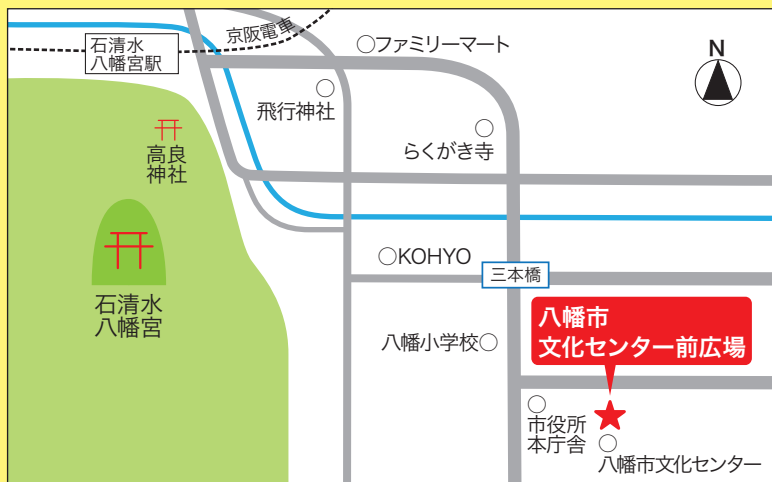 京阪電車
石清水
八幡宮駅
ファミリーマート
N
飛行神社
らくがき寺
高良
神社
石清水
八幡宮
KOHYO
三本橋
八幡市
文化センター前広場
八幡小学校
市役所
本庁舎
八幡市文化センター